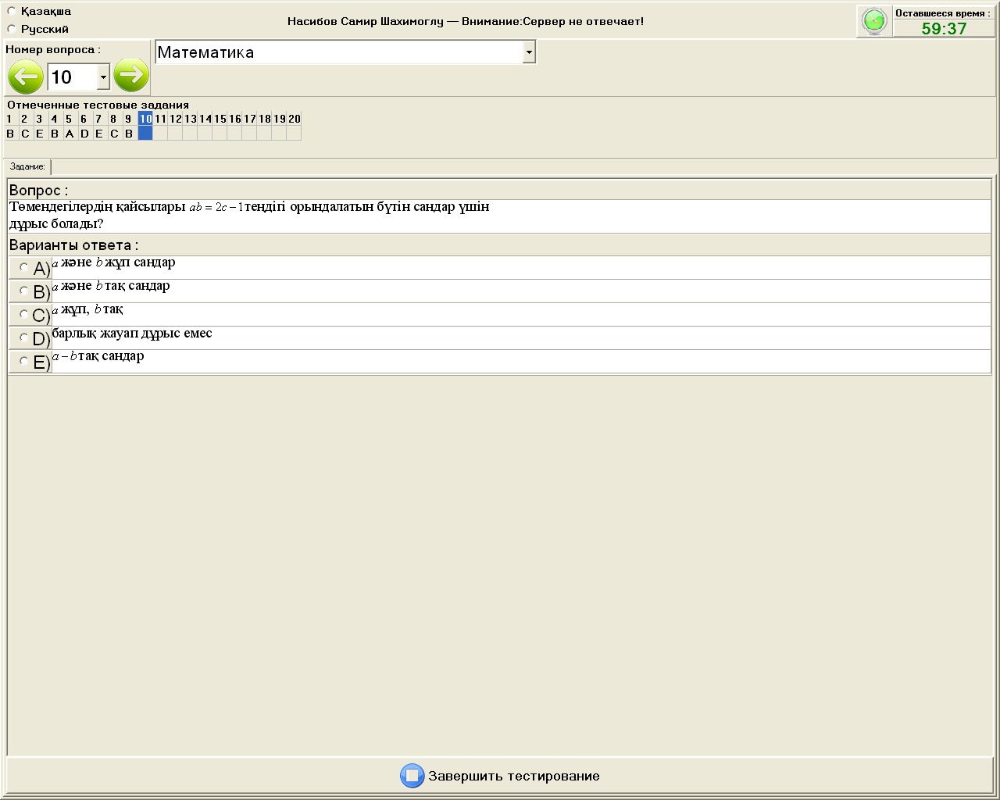 Қазақша
Русский
Насибов Самир Шахимоглу — Внимание:Сервер не отвечает!
Оставшееся время :
59:37
Номер вопроса :
10
Математика
Отмеченные тестовые задания
1 2 3 4 5 6 7 8 9 10 11 12 13 14 15 16 17 18 19 20
B C E B A D E C B
Задание:
Вопрос :
Төмендегілердің қайсылары ab = 2c – 1 теңдігі орындалатын бүтін сандар үшін
дұрыс болады?
Варианты ответа :
A) a және b жұп сандар
B) a және b тақ сандар
C) a жұп, b тақ
D) барлық жауап дұрыс емес
E) a – b тақ сандар
Завершить тестирование